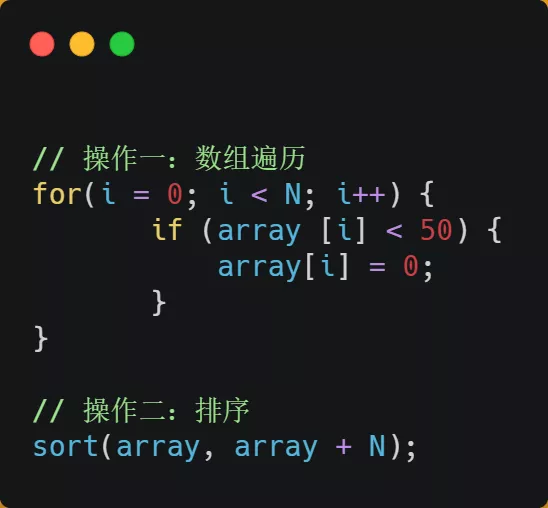 // 操作一：数组遍历
for(i = 0; i < N; i++) {
if (array [i] < 50) {
array[i] = 0;
}
}
// 操作二：排序
sort(array, array + N);